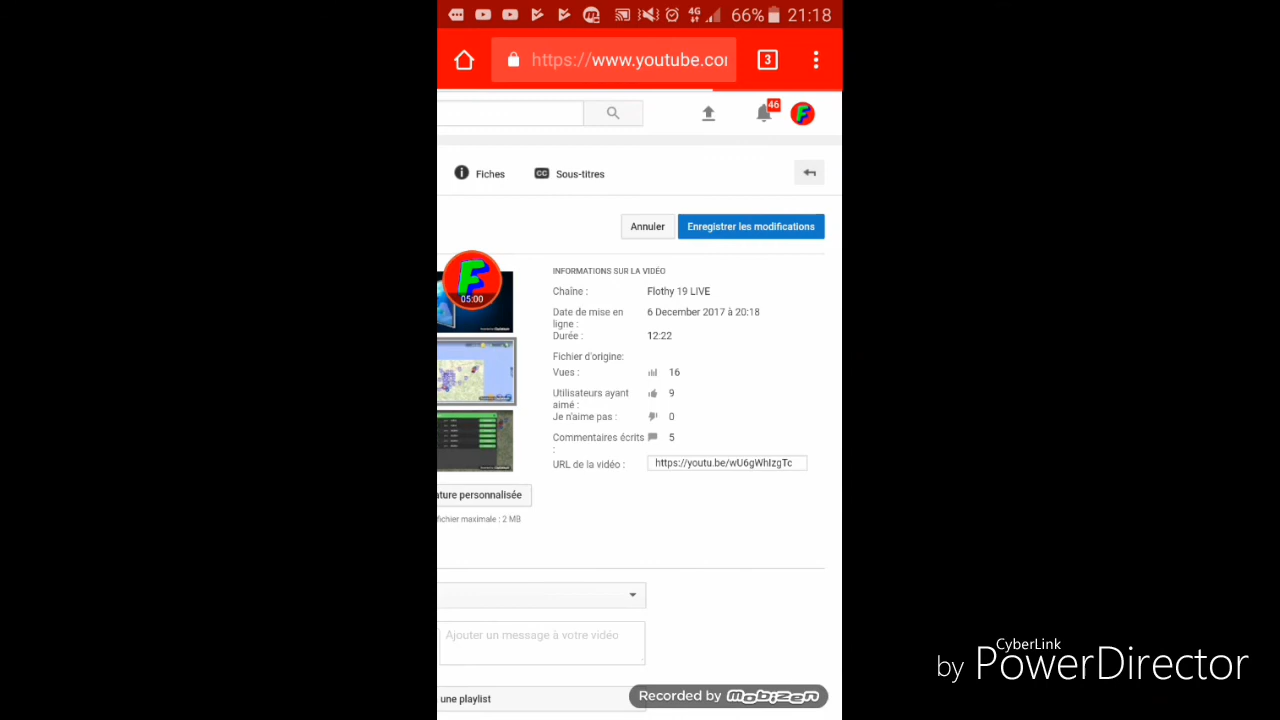 4G 66% 21:18
https://www.youtube.co
3
46
F
Fiches
CC Sous-titres
Annuler
Enregistrer les modifications
F
05:00
INFORMATIONS SUR LA VIDÉO
Chaîne : Flothy 19 LIVE
Date de mise en
ligne : 6 December 2017 à 20:18
Durée : 12:22
Fichier d'origine:
Vues : 16
Utilisateurs ayant
aimé : 9
Je n'aime pas : 0
Commentaires écrits
: 5
URL de la vidéo : https://youtu.be/wU6gWhIzgTc
ature personnalisée
fichier maximale : 2 MB
Ajouter un message à votre vidéo
une playlist
Recorded by mobizen
CyberLink
by PowerDirector